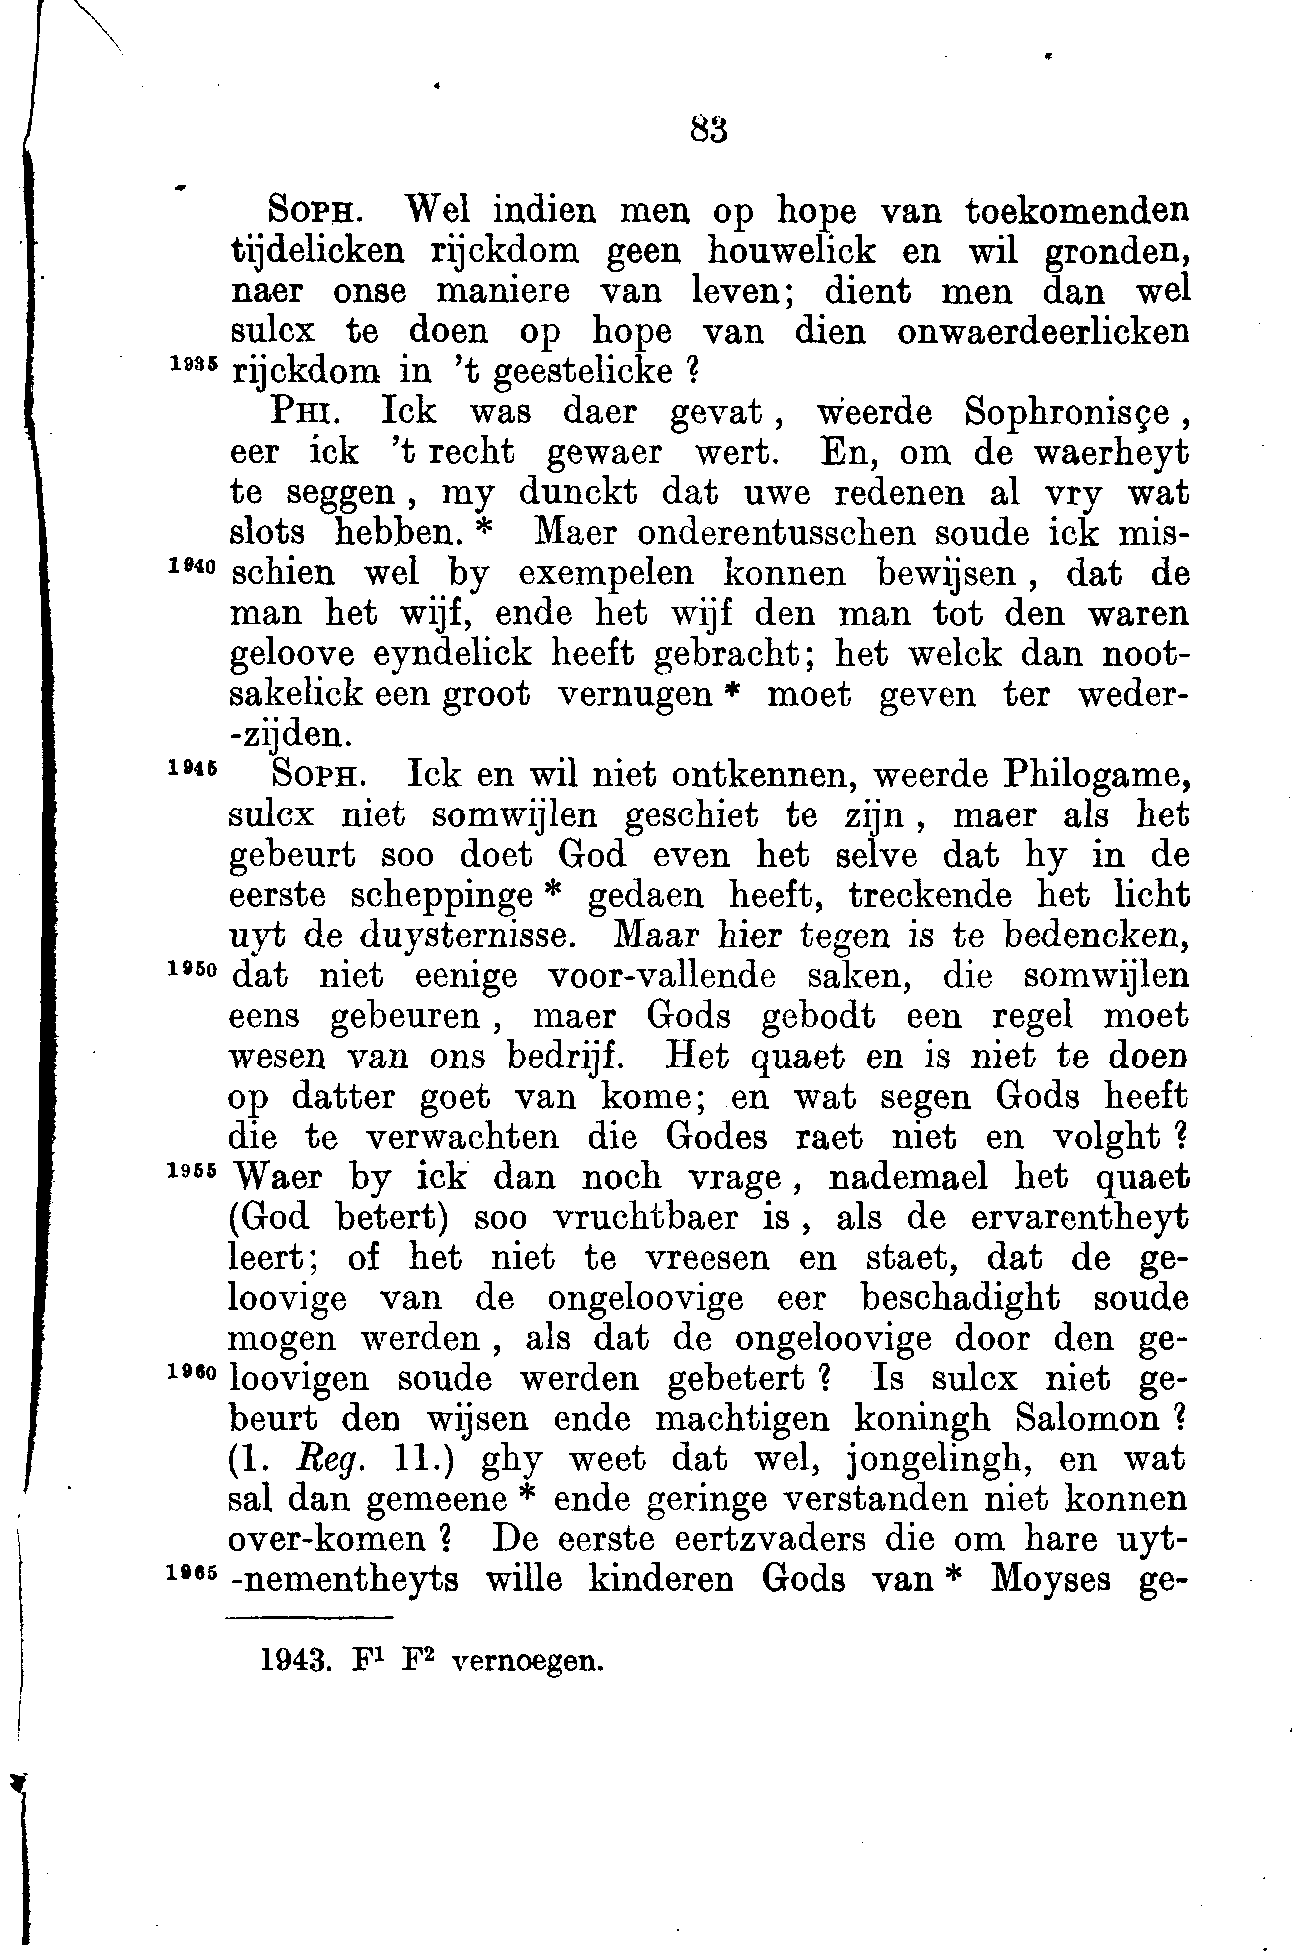 83
SOPH. Wel indien men op hope van toekomenden
tijdelicken rijckdom geen houwelick en wil gronden,
naer onse maniere van leven; dient men dan wel
sulcx te doen op hope van dien onwaerdeerlicken
1935 rijckdom in 't geestelicke ?
PHI. Ick was daer gevat, weerde Sophronisçe,
eer ick 't recht gewaer wert. En, om de waerheyt
te seggen, my dunckt dat uwe redenen al vry wat
slots hebben. * Maer onderentusschen soude ick mis-
1940 schien wel by exempelen konnen bewijsen, dat de
man het wijf, ende het wijf den man tot den waren
geloove eyndelick heeft gebracht; het welck dan noot-
sakelick een groot vernugen * moet geven ter weder-
-zijden.
1945 SOPH. Ick en wil niet ontkennen, weerde Philogame,
sulcx niet somwijlen geschiet te zijn, maer als het
gebeurt soo doet God even het selve dat hy in de
eerste scheppinge * gedaen heeft, treckende het licht
uyt de duysternisse. Maar hier tegen is te bedencken,
1950 dat niet eenige voor-vallende saken, die somwijlen
eens gebeuren, maer Gods gebodt een regel moet
wesen van ons bedrijf. Het quaet en is niet te doen
op datter goet van kome; en wat segen Gods heeft
die te verwachten die Godes raet niet en volght ?
1955 Waer by ick dan noch vrage, nademael het quaet
(God betert) soo vruchtbaer is, als de ervarentheyt
leert; of het niet te vreesen en staet, dat de ge-
loovige van de ongeloovige eer beschadight soude
mogen werden, als dat de ongeloovige door den ge-
1960 loovigen soude werden gebetert ? Is sulcx niet ge-
beurt den wijsen ende machtigen koningh Salomon ?
(1. Reg. 11.) ghy weet dat wel, jongelingh, en wat
sal dan gemeene * ende geringe verstanden niet konnen
over-komen ? De eerste eertzvaders die om hare uyt-
1965 -nementheyts wille kinderen Gods van * Moyses ge-
1943. F¹ F² vernoegen.